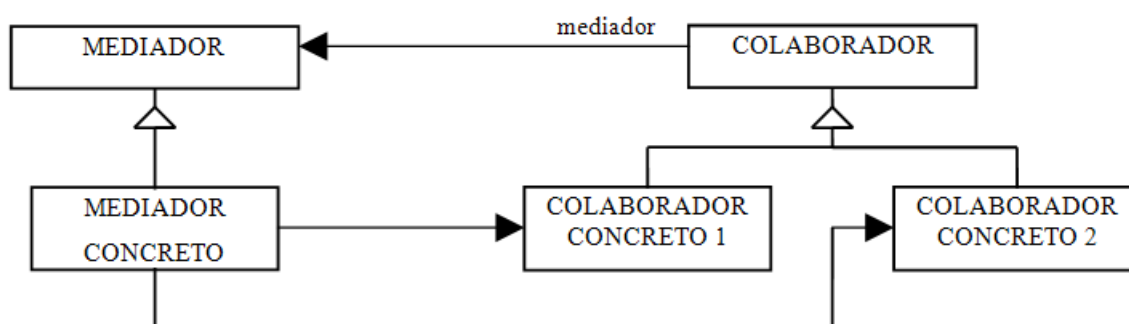 MEDIADOR
mediador
COLABORADOR
MEDIADOR
CONCRETO
COLABORADOR
CONCRETO 1
COLABORADOR
CONCRETO 2